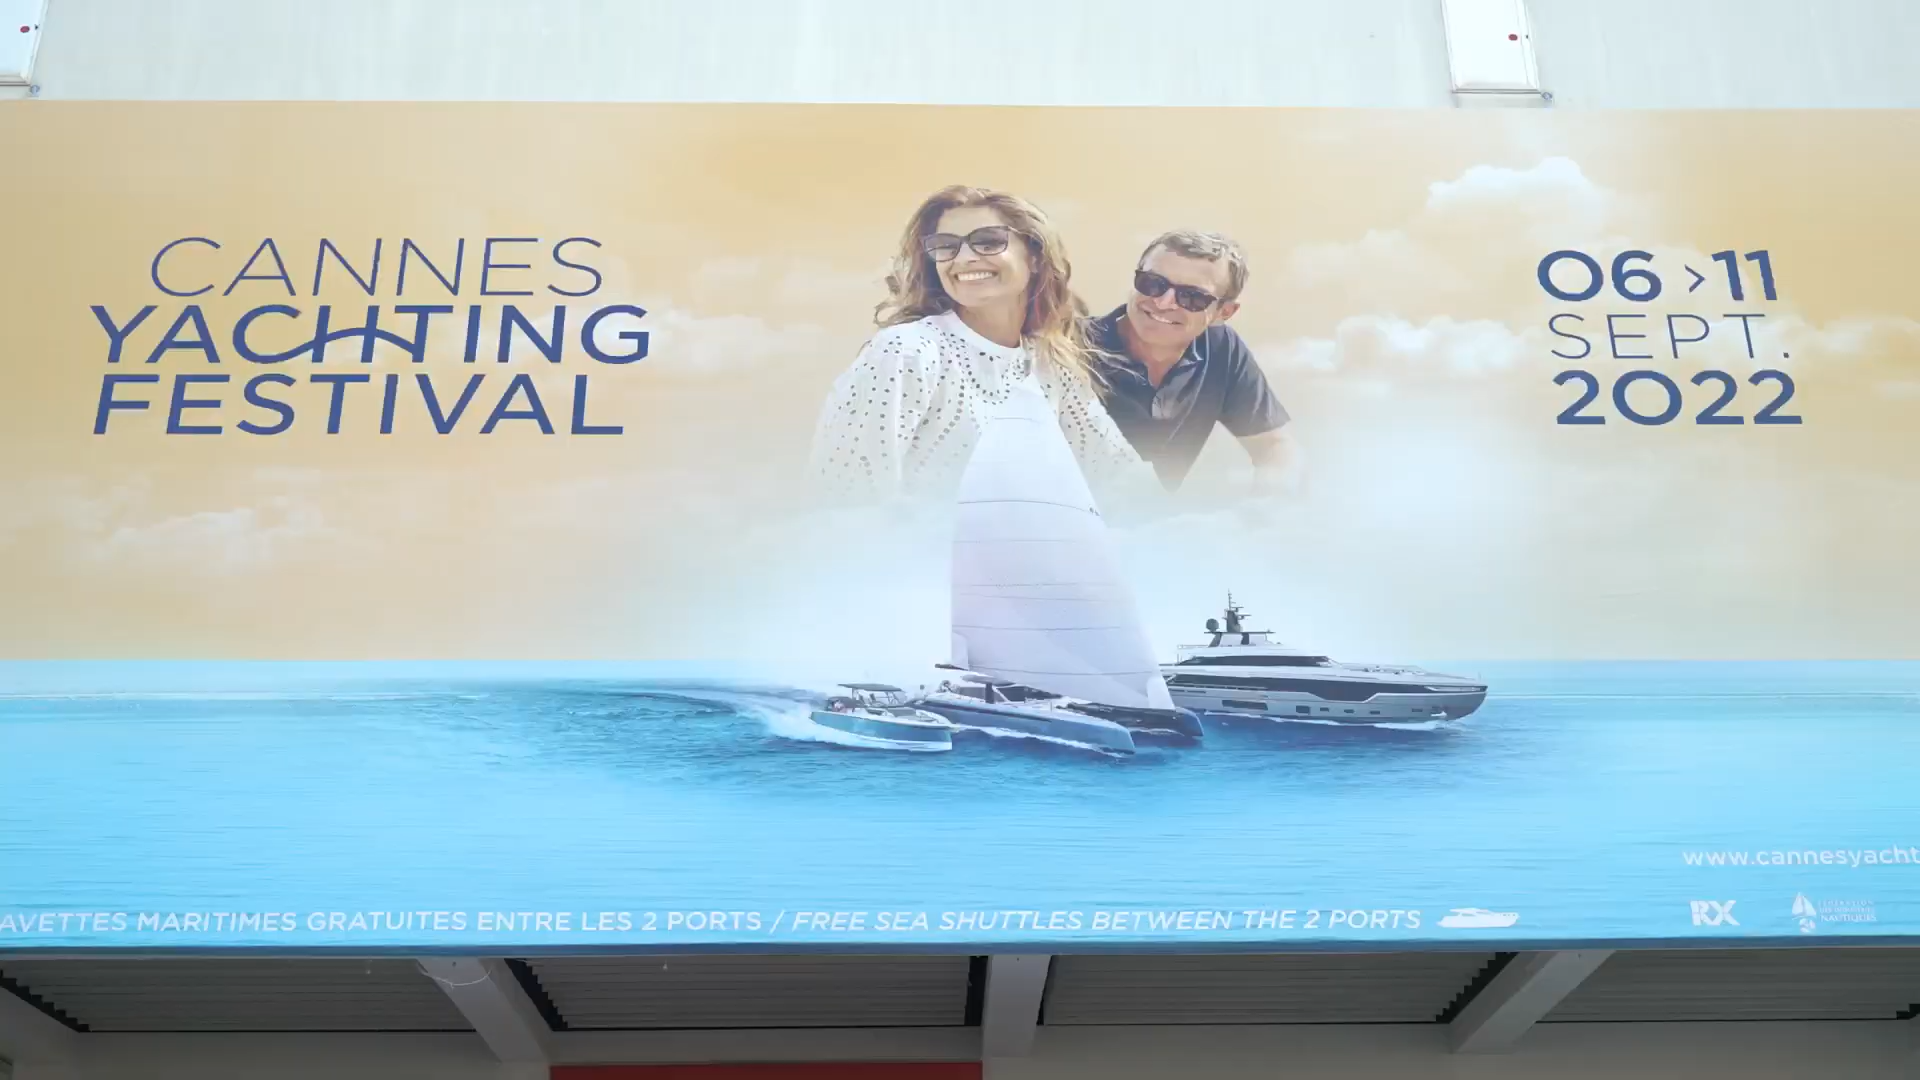 CANNES
YACHTING
FESTIVAL
06 > 11
SEPT.
2022
www.cannesyacht
AVETTES MARITIMES GRATUITES ENTRE LES 2 PORTS / FREE SEA SHUTTLES BETWEEN THE 2 PORTS
RX
NAUTIQUES